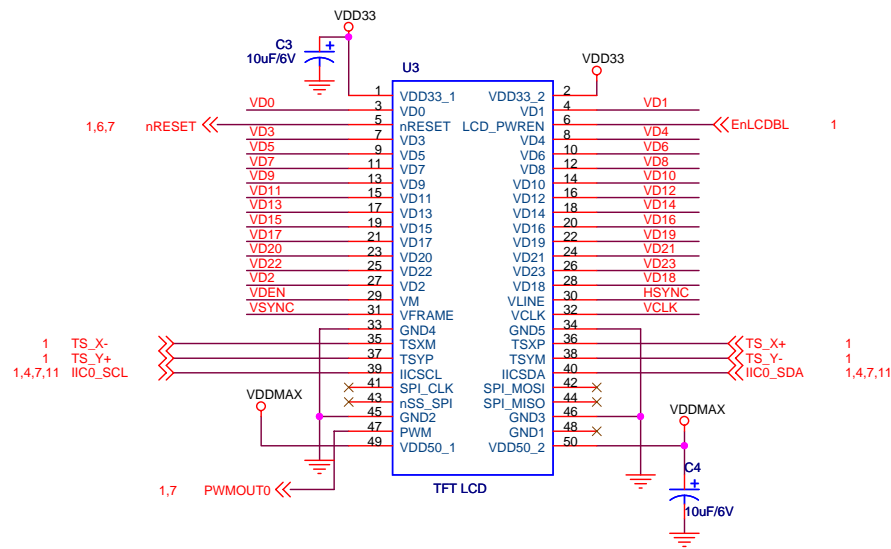 VDD33
C3
10uF/6V
VDD33
U3
1 VDD33_1 VDD33_2 2
VD0 3 VD0 VD1 4 VD1
1,6,7 nRESET 5 nRESET LCD_PWREN 6 EnLCDBL 1
VD3 7 VD3 VD4 8 VD4
VD5 9 VD5 VD6 10 VD6
VD7 11 VD7 VD8 12 VD8
VD9 13 VD9 VD10 14 VD10
VD11 15 VD11 VD12 16 VD12
VD13 17 VD13 VD14 18 VD14
VD15 19 VD15 VD16 20 VD16
VD17 21 VD17 VD19 22 VD19
VD20 23 VD20 VD21 24 VD21
VD22 25 VD22 VD23 26 VD23
VD2 27 VD2 VD18 28 VD18
VDEN 29 VM VLINE 30 HSYNC
VSYNC 31 VFRAME VCLK 32 VCLK
33 GND4 GND5 34
1 TS_X- 35 TSXM TSXP 36 TS_X+ 1
1 TS_Y+ 37 TSYP TSYM 38 TS_Y- 1
1,4,7,11 IIC0_SCL 39 IICSCL IICSDA 40 IIC0_SDA 1,4,7,11
41 SPI_CLK SPI_MOSI 42
43 nSS_SPI SPI_MISO 44
VDDMAX
45 GND2 GND3 46
VDDMAX
47 PWM GND1 48
49 VDD50_1 VDD50_2 50
C4
1,7 PWMOUT0
TFT LCD
10uF/6V